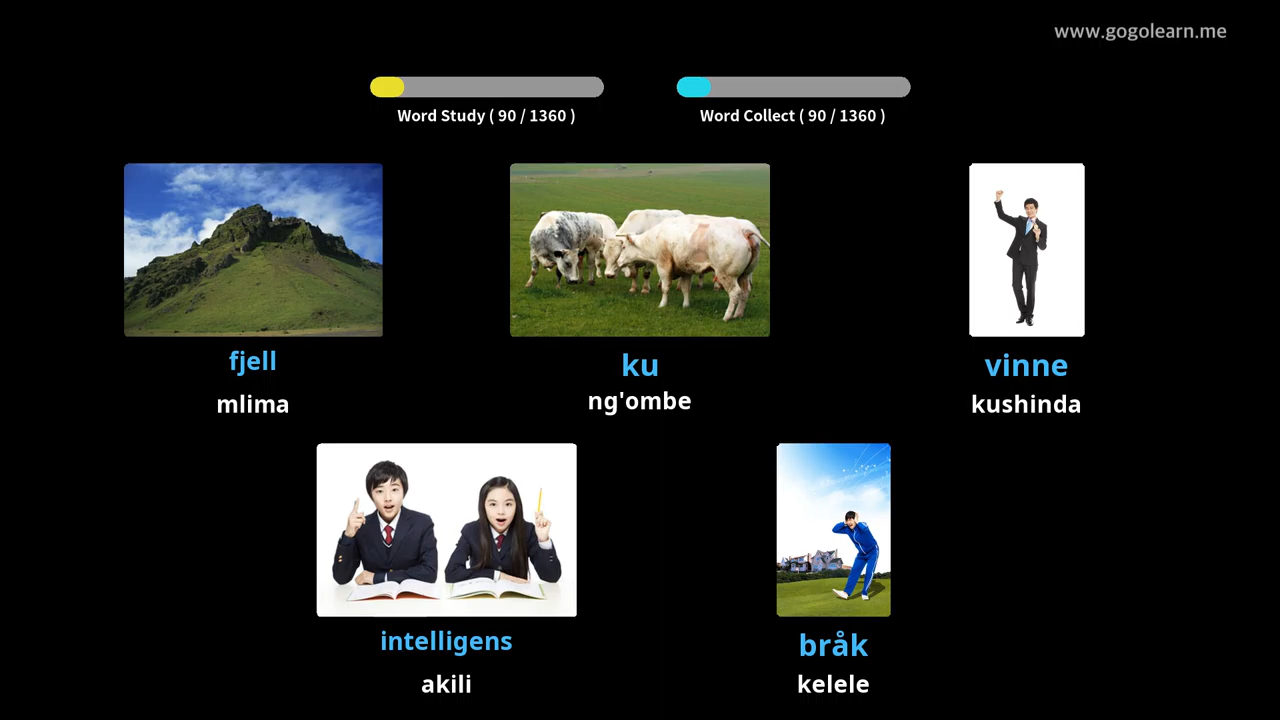 www.gogolearn.me
Word Study ( 90 / 1360 )
Word Collect ( 90 / 1360 )
fjell
mlima
ku
ng'ombe
vinne
kushinda
intelligens
akili
bråk
kelele